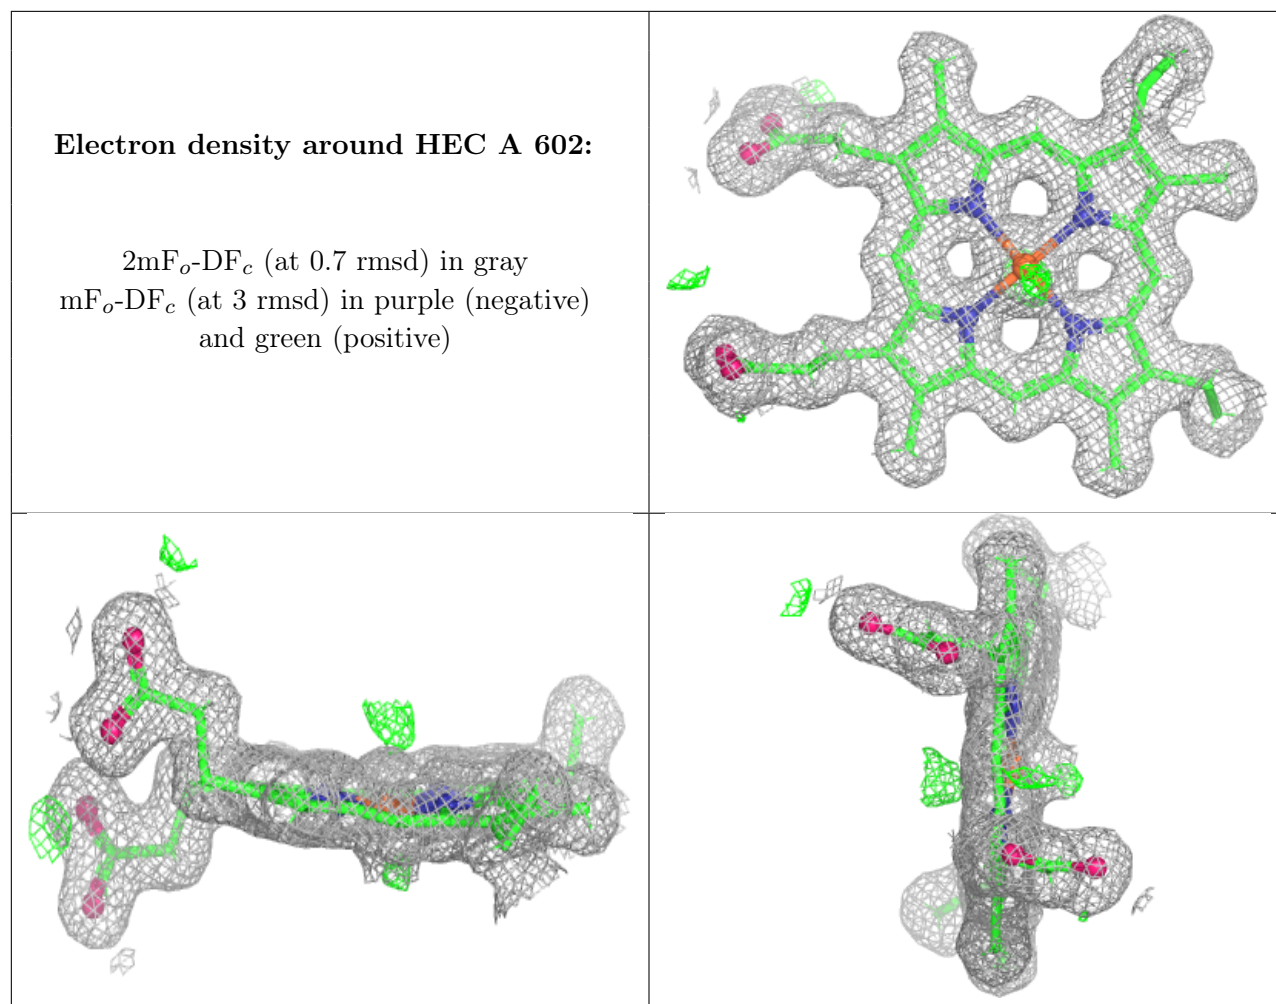 Electron density around HEC A 602:
2mFo-DFc (at 0.7 rmsd) in gray
mFo-DFc (at 3 rmsd) in purple (negative)
and green (positive)